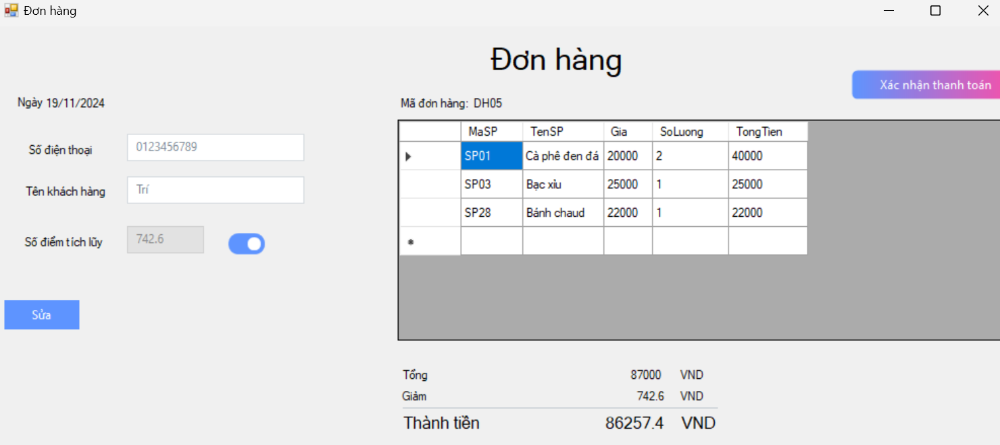 Đơn hàng
Đơn hàng
Xác nhận thanh toán
Ngày 19/11/2024
Mã đơn hàng: DH05
Số điện thoại 0123456789
Tên khách hàng Trí
Số điểm tích lũy 742.6
Sửa
MaSP TenSP Gia SoLuong TongTien
SP01 Cà phê đen đá 20000 2 40000
SP03 Bạc xỉu 25000 1 25000
SP28 Bánh chaud 22000 1 22000
Tổng 87000 VND
Giảm 742.6 VND
Thành tiền 86257.4 VND